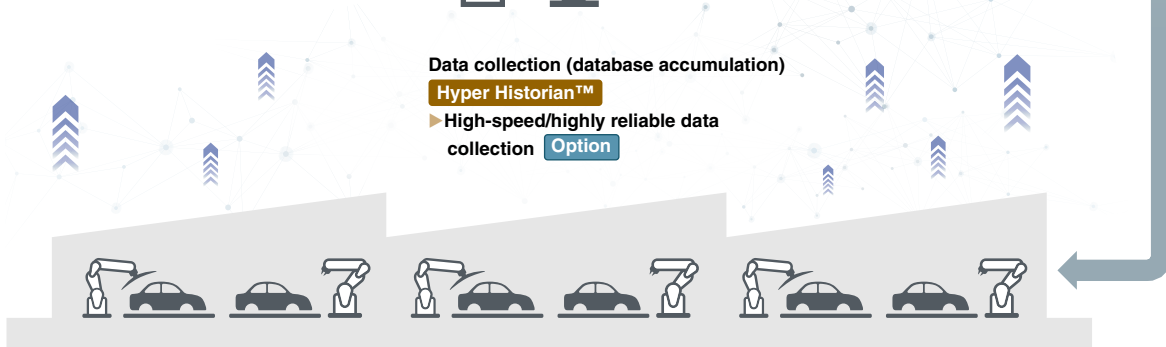 Data collection (database accumulation)
Hyper Historian™
▶High-speed/highly reliable data
collection Option